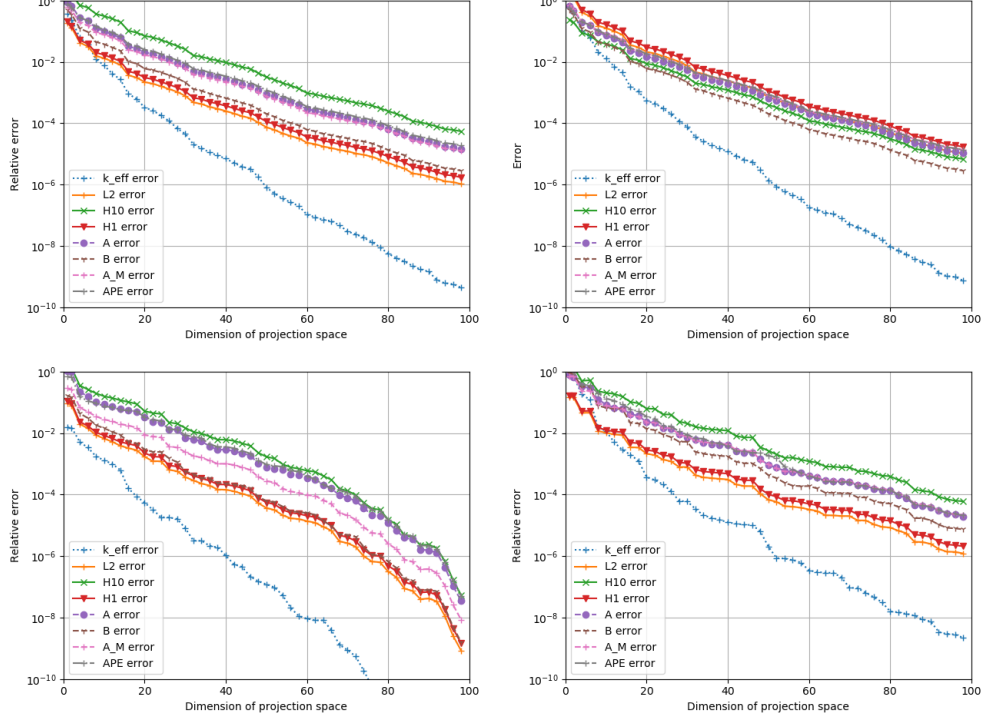 10^0
10^-2
10^-4
10^-6
10^-8
10^-10
Relative error
k_eff error
L2 error
H10 error
H1 error
A error
B error
A_M error
APE error
0 20 40 60 80 100
Dimension of projection space
10^0
10^-2
10^-4
10^-6
10^-8
10^-10
Error
k_eff error
L2 error
H10 error
H1 error
A error
B error
A_M error
APE error
0 20 40 60 80 100
Dimension of projection space
10^0
10^-2
10^-4
10^-6
10^-8
10^-10
Relative error
k_eff error
L2 error
H10 error
H1 error
A error
B error
A_M error
APE error
0 20 40 60 80 100
Dimension of projection space
10^0
10^-2
10^-4
10^-6
10^-8
10^-10
Relative error
k_eff error
L2 error
H10 error
H1 error
A error
B error
A_M error
APE error
0 20 40 60 80 100
Dimension of projection space